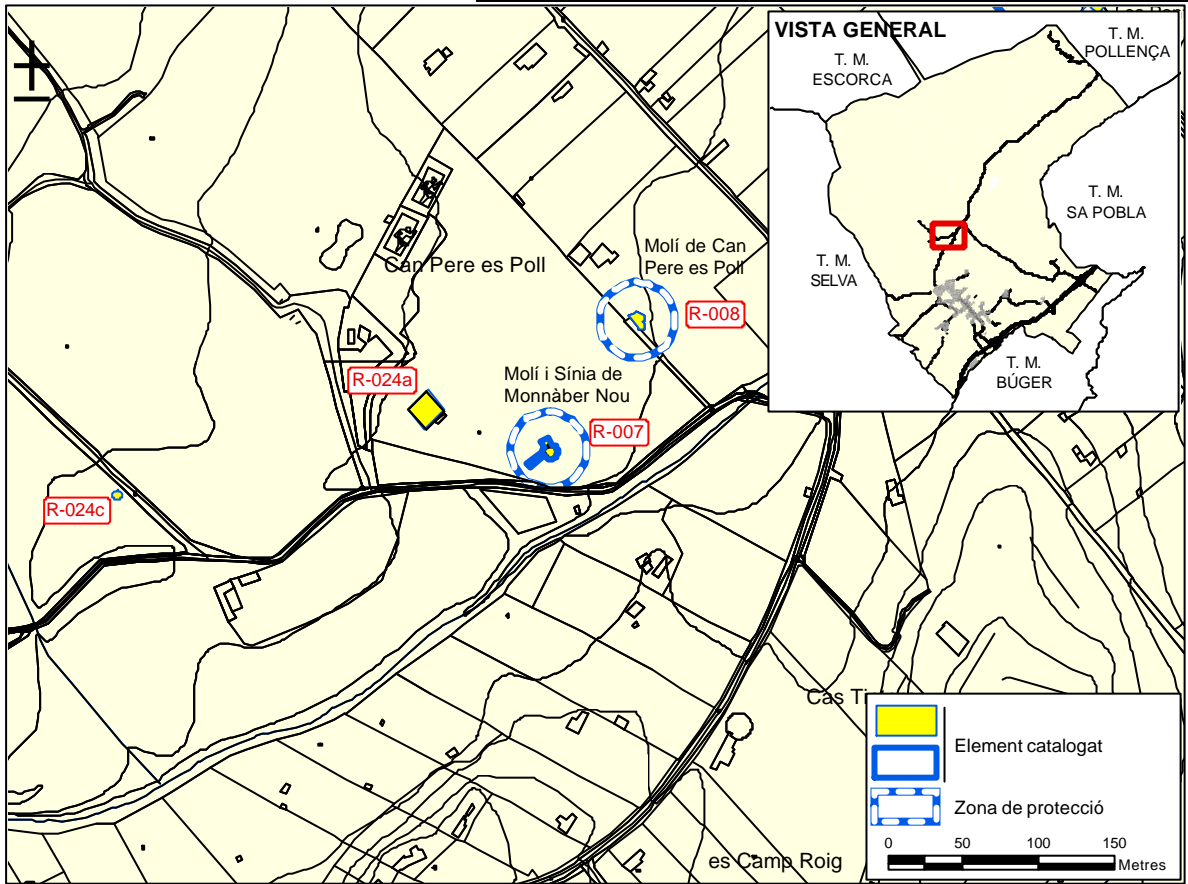 VISTA GENERAL
T. M.
ESCORCA
T. M.
POLLENÇA
T. M.
SA POBLA
T. M.
SELVA
T. M.
BÚGER
Can Pere es Poll
Molí de Can
Pere es Poll
R-008
R-024a
Molí i Sínia de
Monnàber Nou
R-007
R-024c
Cas
es Camp Roig
Element catalogat
Zona de protecció
0 50 100 150
Metres